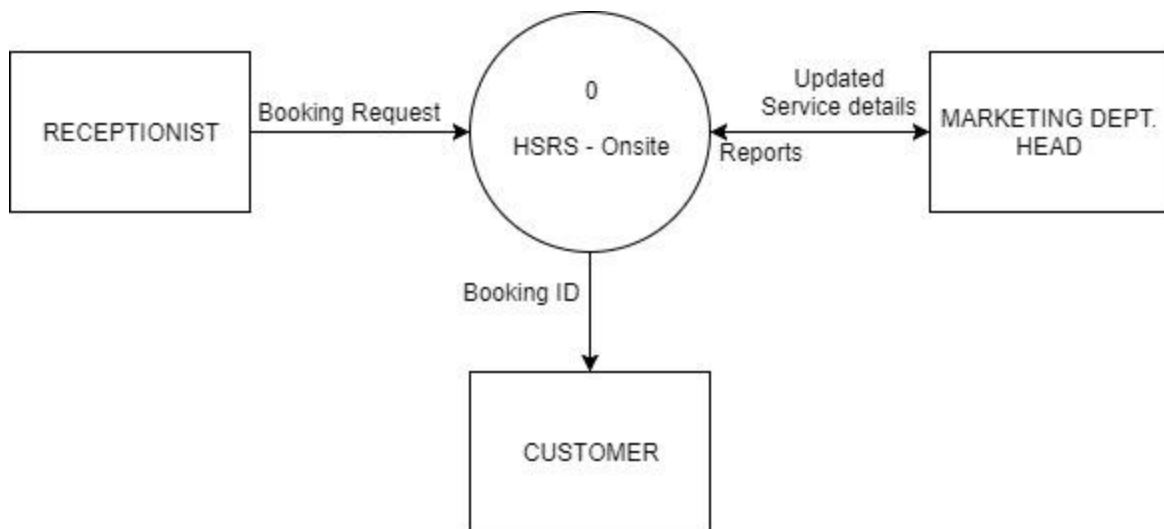 0
HSRS - Onsite
RECEPTIONIST
Booking Request
Updated
Service details
Reports
MARKETING DEPT.
HEAD
Booking ID
CUSTOMER